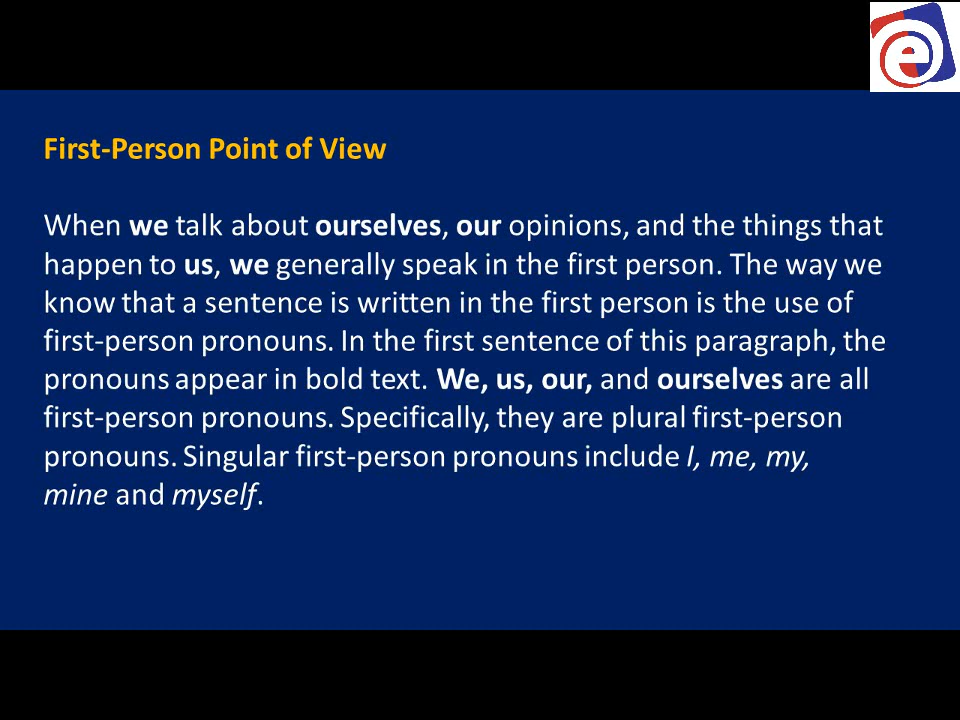 First-Person Point of View
When we talk about ourselves, our opinions, and the things that
happen to us, we generally speak in the first person. The way we
know that a sentence is written in the first person is the use of
first-person pronouns. In the first sentence of this paragraph, the
pronouns appear in bold text. We, us, our, and ourselves are all
first-person pronouns. Specifically, they are plural first-person
pronouns. Singular first-person pronouns include I, me, my,
mine and myself.